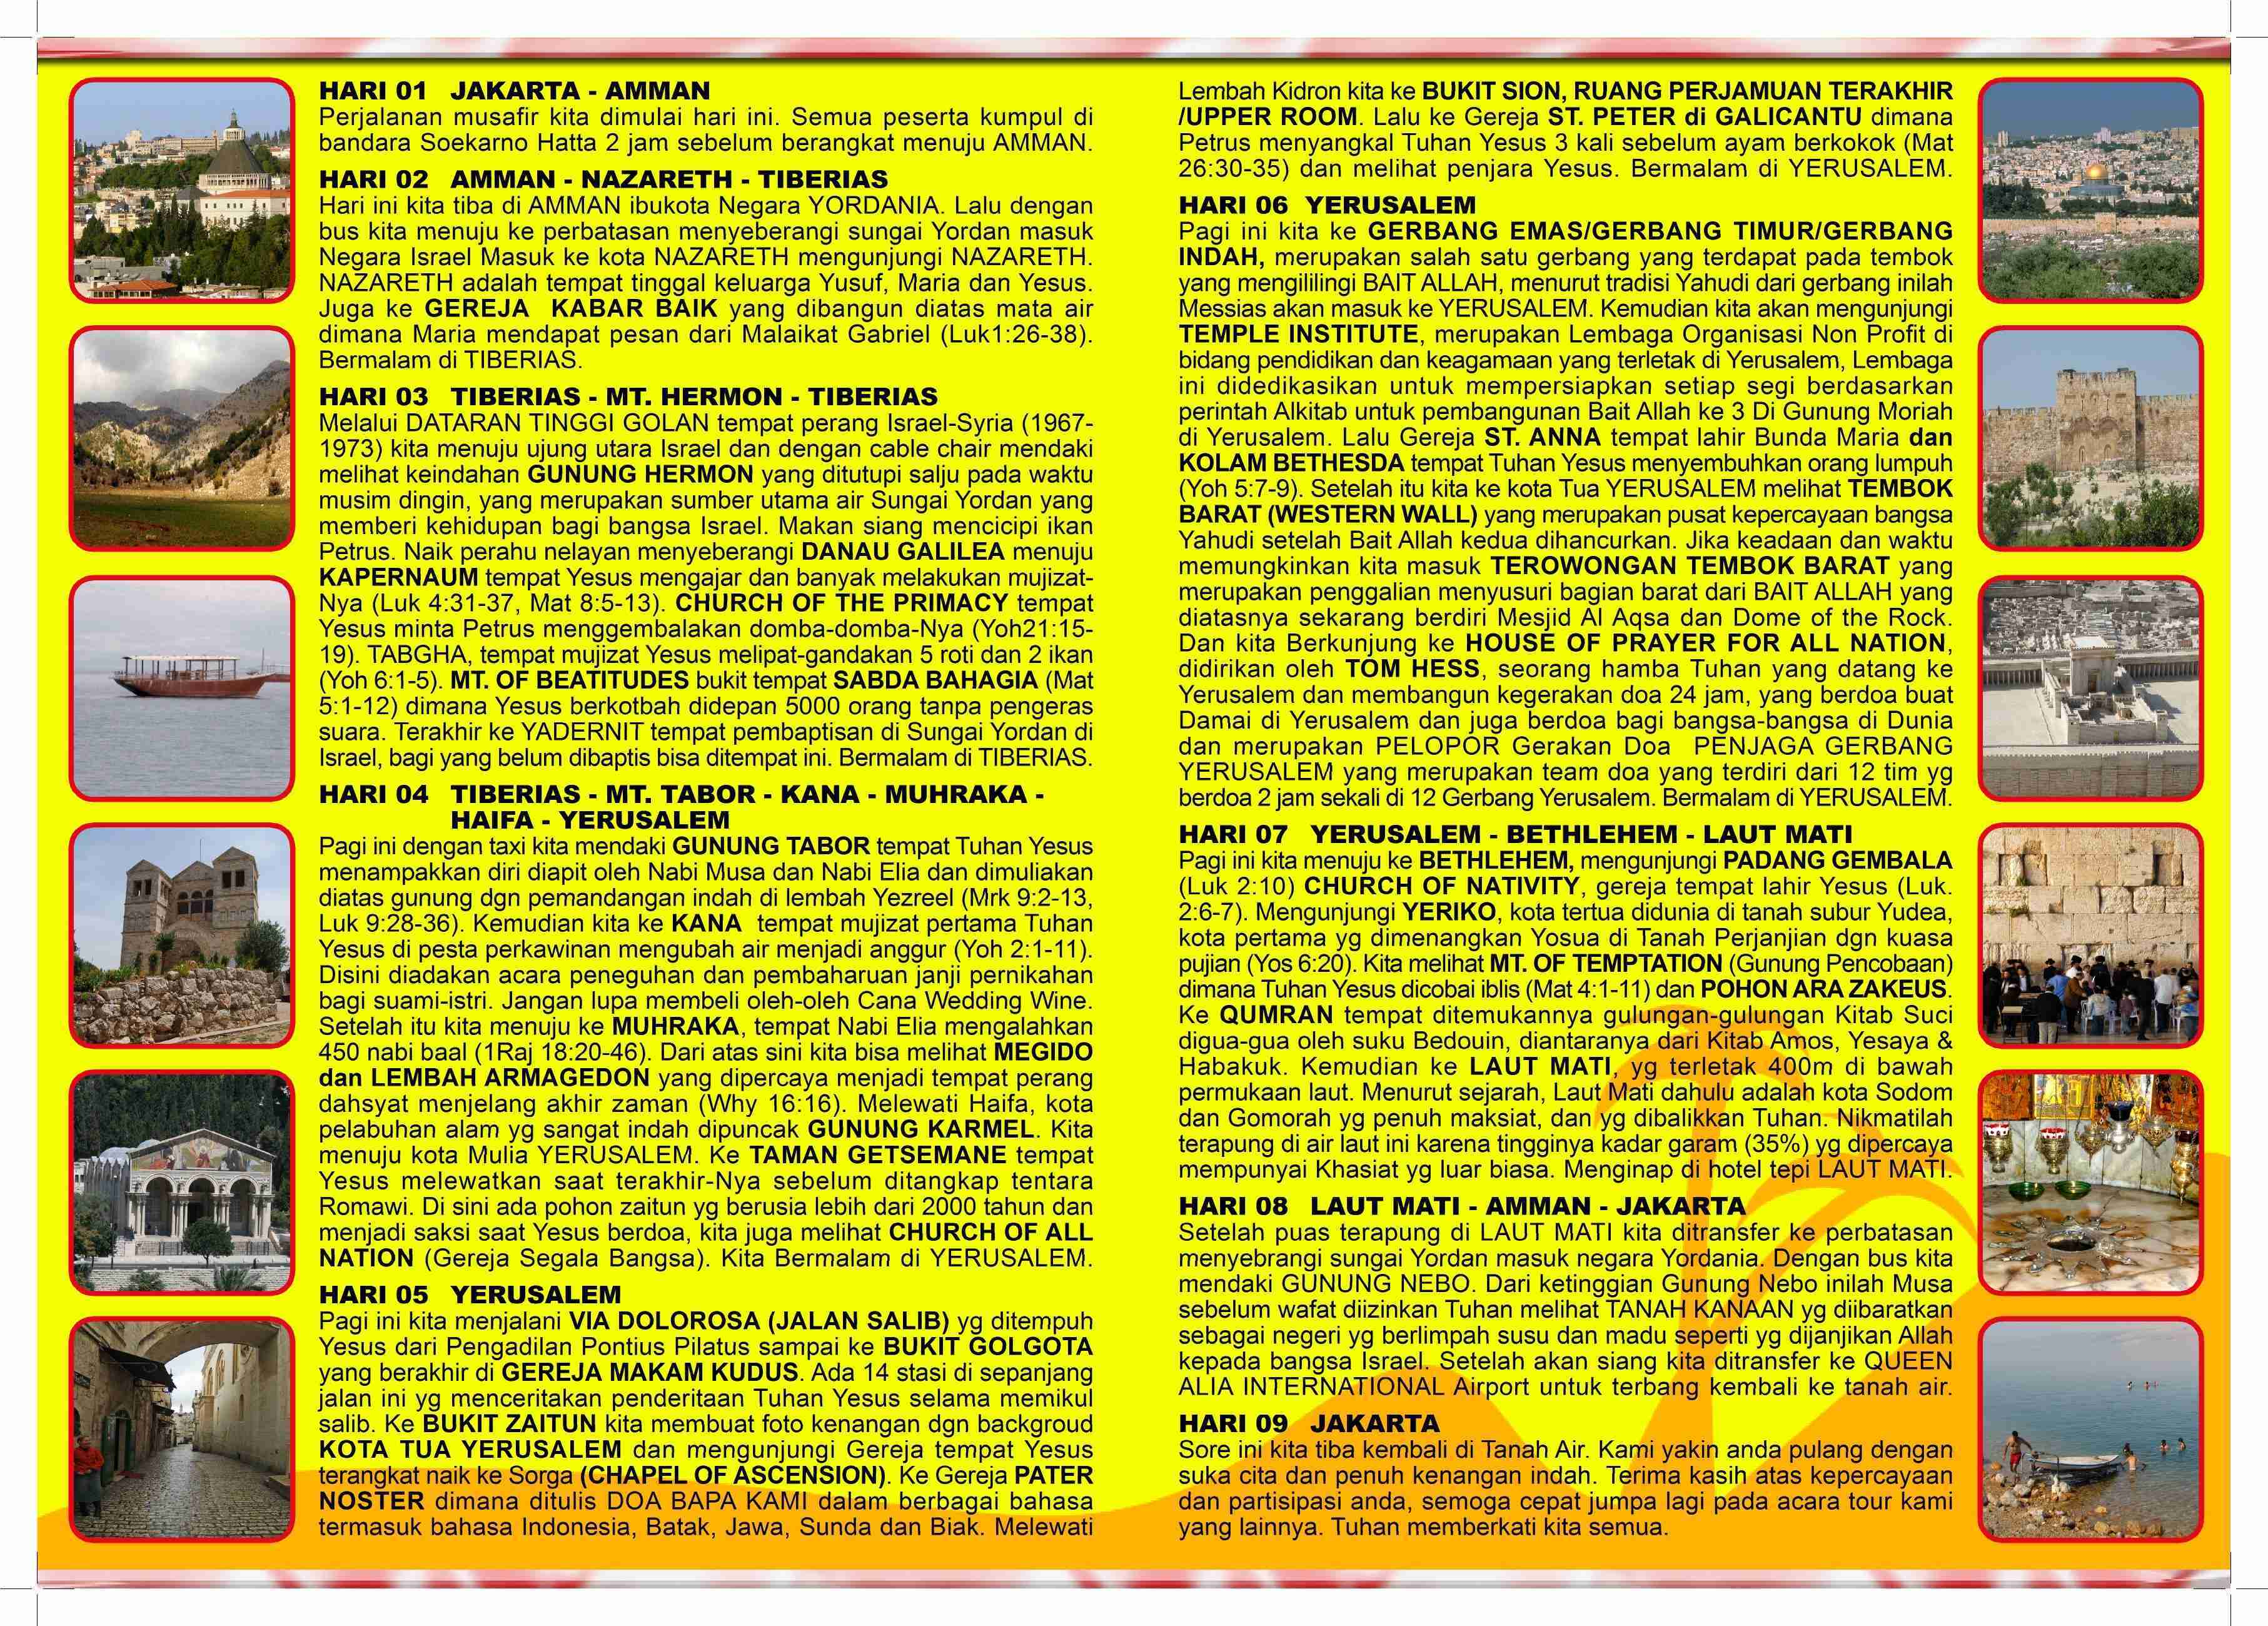 HARI 01 JAKARTA - AMMAN
Perjalanan musafir kita dimulai hari ini. Semua peserta kumpul di
bandara Soekarno Hatta 2 jam sebelum berangkat menuju AMMAN.
HARI 02 AMMAN - NAZARETH - TIBERIAS
Hari ini kita tiba di AMMAN ibukota Negara YORDANIA. Lalu dengan
bus kita menuju ke perbatasan menyeberangi sungai Yordan masuk
Negara Israel Masuk ke kota NAZARETH mengunjungi NAZARETH.
NAZARETH adalah tempat tinggal keluarga Yusuf, Maria dan Yesus.
Juga ke GEREJA KABAR BAIK yang dibangun diatas mata air
dimana Maria mendapat pesan dari Malaikat Gabriel (Luk1:26-38).
Bermalam di TIBERIAS.
HARI 03 TIBERIAS - MT. HERMON - TIBERIAS
Melalui DATARAN TINGGI GOLAN tempat perang Israel-Syria (1967-
1973) kita menuju ujung utara Israel dan dengan cable chair mendaki
melihat keindahan GUNUNG HERMON yang ditutupi salju pada waktu
musim dingin, yang merupakan sumber utama air Sungai Yordan yang
memberi kehidupan bagi bangsa Israel. Makan siang mencicipi ikan
Petrus. Naik perahu nelayan menyeberangi DANAU GALILEA menuju
KAPERNAUM tempat Yesus mengajar dan banyak melakukan mujizat-
Nya (Luk 4:31-37, Mat 8:5-13). CHURCH OF THE PRIMACY tempat
Yesus minta Petrus menggembalakan domba-domba-Nya (Yoh21:15-
19). TABGHA, tempat mujizat Yesus melipat-gandakan 5 roti dan 2 ikan
(Yoh 6:1-5). MT. OF BEATITUDES bukit tempat SABDA BAHAGIA (Mat
5:1-12) dimana Yesus berkotbah didepan 5000 orang tanpa pengeras
suara. Terakhir ke YADERNIT tempat pembaptisan di Sungai Yordan di
Israel, bagi yang belum dibaptis bisa ditempat ini. Bermalam di TIBERIAS.
HARI 04 TIBERIAS - MT. TABOR - KANA - MUHRAKA -
HAIFA - YERUSALEM
Pagi ini dengan taxi kita mendaki GUNUNG TABOR tempat Tuhan Yesus
menampakkan diri diapit oleh Nabi Musa dan Nabi Elia dan dimuliakan
diatas gunung dgn pemandangan indah di lembah Yezreel (Mrk 9:2-13,
Luk 9:28-36). Kemudian kita ke KANA tempat mujizat pertama Tuhan
Yesus di pesta perkawinan mengubah air menjadi anggur (Yoh 2:1-11).
Disini diadakan acara peneguhan dan pembaharuan janji pernikahan
bagi suami-istri. Jangan lupa membeli oleh-oleh Cana Wedding Wine.
Setelah itu kita menuju ke MUHRAKA, tempat Nabi Elia mengalahkan
450 nabi baal (1Raj 18:20-46). Dari atas sini kita bisa melihat MEGIDO
dan LEMBAH ARMAGEDON yang dipercaya menjadi tempat perang
dahsyat menjelang akhir zaman (Why 16:16). Melewati Haifa, kota
pelabuhan alam yg sangat indah dipuncak GUNUNG KARMEL. Kita
menuju kota Mulia YERUSALEM. Ke TAMAN GETSEMANE tempat
Yesus melewatkan saat terakhir-Nya sebelum ditangkap tentara
Romawi. Di sini ada pohon zaitun yg berusia lebih dari 2000 tahun dan
menjadi saksi saat Yesus berdoa, kita juga melihat CHURCH OF ALL
NATION (Gereja Segala Bangsa). Kita Bermalam di YERUSALEM.
HARI 05 YERUSALEM
Pagi ini kita menjalani VIA DOLOROSA (JALAN SALIB) yg ditempuh
Yesus dari Pengadilan Pontius Pilatus sampai ke BUKIT GOLGOTA
yang berakhir di GEREJA MAKAM KUDUS. Ada 14 stasi di sepanjang
jalan ini yg menceritakan penderitaan Tuhan Yesus selama memikul
salib. Ke BUKIT ZAITUN kita membuat foto kenangan dgn backgroud
KOTA TUA YERUSALEM dan mengunjungi Gereja tempat Yesus
terangkat naik ke Sorga (CHAPEL OF ASCENSION). Ke Gereja PATER
NOSTER dimana ditulis DOA BAPA KAMI dalam berbagai bahasa
termasuk bahasa Indonesia, Batak, Jawa, Sunda dan Biak. Melewati
Lembah Kidron kita ke BUKIT SION, RUANG PERJAMUAN TERAKHIR
/UPPER ROOM. Lalu ke Gereja ST. PETER di GALICANTU dimana
Petrus menyangkal Tuhan Yesus 3 kali sebelum ayam berkokok (Mat
26:30-35) dan melihat penjara Yesus. Bermalam di YERUSALEM.
HARI 06 YERUSALEM
Pagi ini kita ke GERBANG EMAS/GERBANG TIMUR/GERBANG
INDAH, merupakan salah satu gerbang yang terdapat pada tembok
yang mengililingi BAIT ALLAH, menurut tradisi Yahudi dari gerbang inilah
Messias akan masuk ke YERUSALEM. Kemudian kita akan mengunjungi
TEMPLE INSTITUTE, merupakan Lembaga Organisasi Non Profit di
bidang pendidikan dan keagamaan yang terletak di Yerusalem, Lembaga
ini didedikasikan untuk mempersiapkan setiap segi berdasarkan
perintah Alkitab untuk pembangunan Bait Allah ke 3 Di Gunung Moriah
di Yerusalem. Lalu Gereja ST. ANNA tempat lahir Bunda Maria dan
KOLAM BETHESDA tempat Tuhan Yesus menyembuhkan orang lumpuh
(Yoh 5:7-9). Setelah itu kita ke kota Tua YERUSALEM melihat TEMBOK
BARAT (WESTERN WALL) yang merupakan pusat kepercayaan bangsa
Yahudi setelah Bait Allah kedua dihancurkan. Jika keadaan dan waktu
memungkinkan kita masuk TEROWONGAN TEMBOK BARAT yang
merupakan penggalian menyusuri bagian barat dari BAIT ALLAH yang
diatasnya sekarang berdiri Mesjid Al Aqsa dan Dome of the Rock.
Dan kita Berkunjung ke HOUSE OF PRAYER FOR ALL NATION,
didirikan oleh TOM HESS, seorang hamba Tuhan yang datang ke
Yerusalem dan membangun kegerakan doa 24 jam, yang berdoa buat
Damai di Yerusalem dan juga berdoa bagi bangsa-bangsa di Dunia
dan merupakan PELOPOR Gerakan Doa PENJAGA GERBANG
YERUSALEM yang merupakan team doa yang terdiri dari 12 tim yg
berdoa 2 jam sekali di 12 Gerbang Yerusalem. Bermalam di YERUSALEM.
HARI 07 YERUSALEM - BETHLEHEM - LAUT MATI
Pagi ini kita menuju ke BETHLEHEM, mengunjungi PADANG GEMBALA
(Luk 2:10) CHURCH OF NATIVITY, gereja tempat lahir Yesus (Luk.
2:6-7). Mengunjungi YERIKO, kota tertua didunia di tanah subur Yudea,
kota pertama yg dimenangkan Yosua di Tanah Perjanjian dgn kuasa
pujian (Yos 6:20). Kita melihat MT. OF TEMPTATION (Gunung Pencobaan)
dimana Tuhan Yesus dicobai iblis (Mat 4:1-11) dan POHON ARA ZAKEUS.
Ke QUMRAN tempat ditemukannya gulungan-gulungan Kitab Suci
digua-gua oleh suku Bedouin, diantaranya dari Kitab Amos, Yesaya &
Habakuk. Kemudian ke LAUT MATI, yg terletak 400m di bawah
permukaan laut. Menurut sejarah, Laut Mati dahulu adalah kota Sodom
dan Gomorah yg penuh maksiat, dan yg dibalikkan Tuhan. Nikmatilah
terapung di air laut ini karena tingginya kadar garam (35%) yg dipercaya
mempunyai Khasiat yg luar biasa. Menginap di hotel tepi LAUT MATI.
HARI 08 LAUT MATI - AMMAN - JAKARTA
Setelah puas terapung di LAUT MATI kita ditransfer ke perbatasan
menyebrangi sungai Yordan masuk negara Yordania. Dengan bus kita
mendaki GUNUNG NEBO. Dari ketinggian Gunung Nebo inilah Musa
sebelum wafat diizinkan Tuhan melihat TANAH KANAAN yg diibaratkan
sebagai negeri yg berlimpah susu dan madu seperti yg dijanjikan Allah
kepada bangsa Israel. Setelah akan siang kita ditransfer ke QUEEN
ALIA INTERNATIONAL Airport untuk terbang kembali ke tanah air.
HARI 09 JAKARTA
Sore ini kita tiba kembali di Tanah Air. Kami yakin anda pulang dengan
suka cita dan penuh kenangan indah. Terima kasih atas kepercayaan
dan partisipasi anda, semoga cepat jumpa lagi pada acara tour kami
yang lainnya. Tuhan memberkati kita semua.